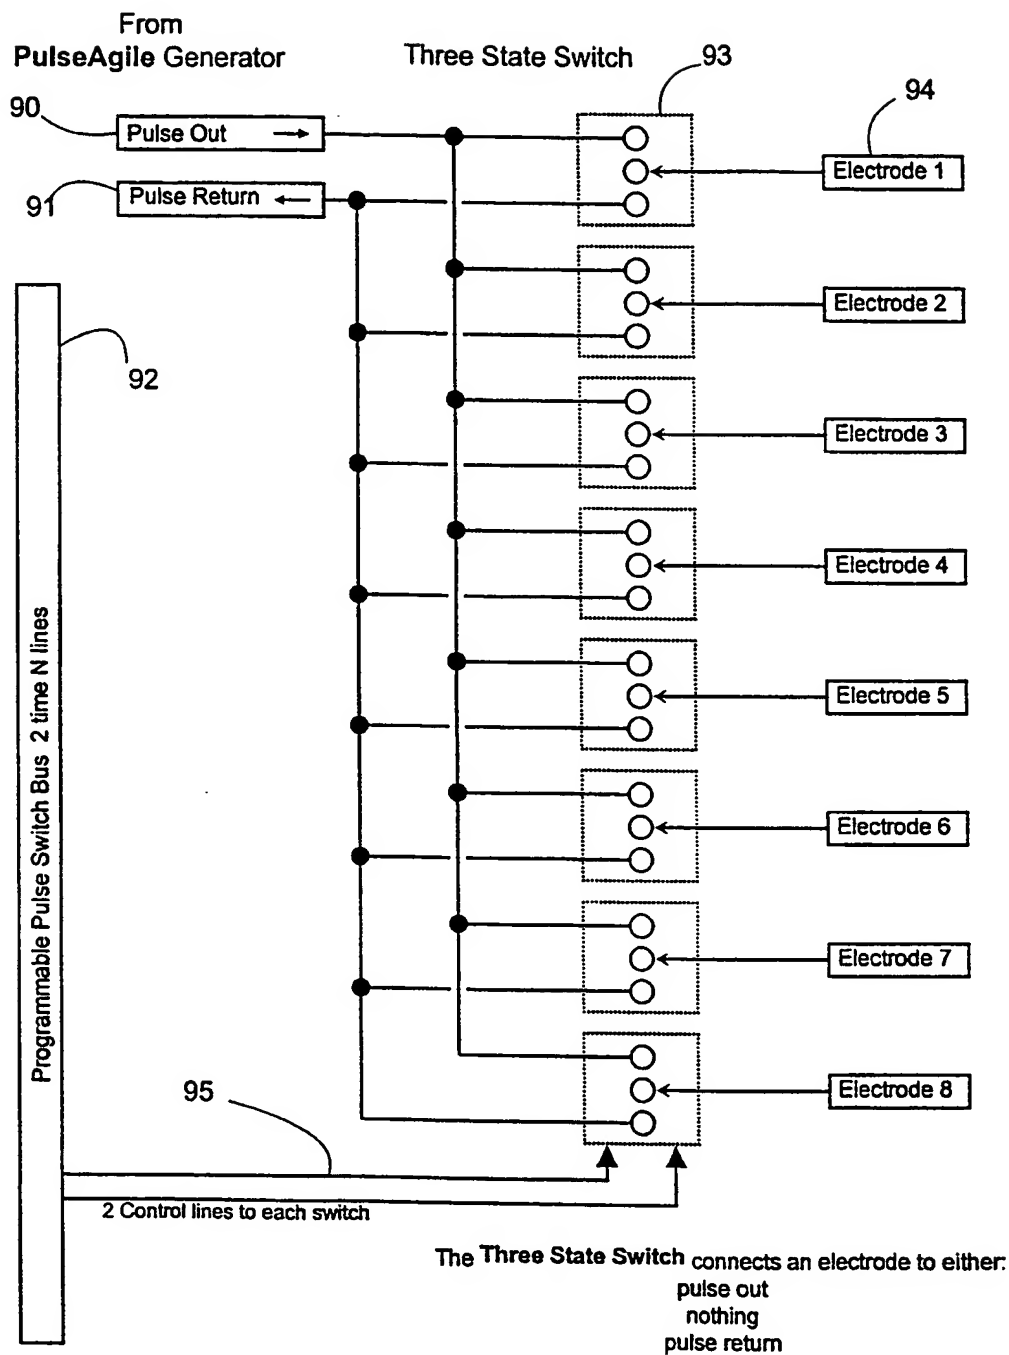 From
PulseAgile Generator
Three State Switch
93
94
90
Pulse Out
Electrode 1
91
Pulse Return
Electrode 2
92
Electrode 3
Electrode 4
Electrode 5
Electrode 6
Electrode 7
Electrode 8
Programmable Pulse Switch Bus 2 time N lines
95
2 Control lines to each switch
The Three State Switch connects an electrode to either:
pulse out
nothing
pulse return